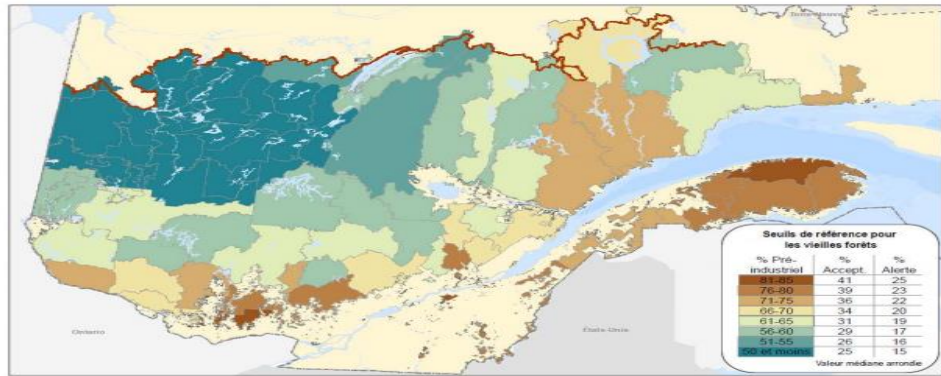 Terre-Neuve
Ontario
États-Unis
Seuils de référence pour
les vieilles forêts
% Pré-industriel % Accept. % Alerte
81-85 41 25
76-80 39 23
71-75 36 22
66-70 34 20
61-65 31 19
56-60 29 17
51-55 26 16
50 et moins 25 15
Valeur médiane arrondie